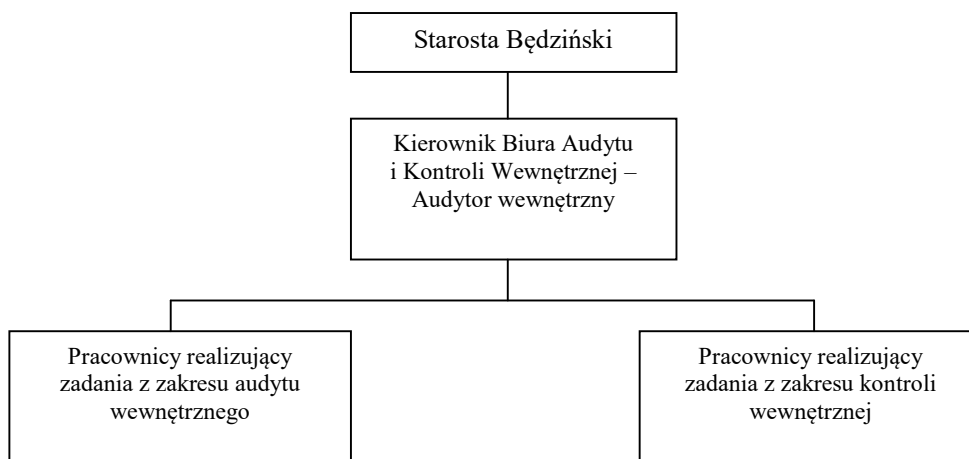 Starosta Będziński
Kierownik Biura Audytu
i Kontroli Wewnętrznej –
Audytor wewnętrzny
Pracownicy realizujący
zadania z zakresu audytu
wewnętrznego
Pracownicy realizujący
zadania z zakresu kontroli
wewnętrznej